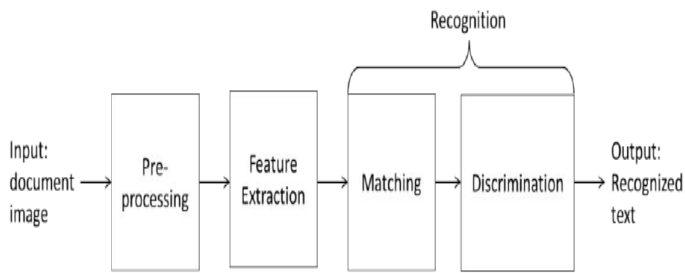 Recognition
Input:
document
image
Pre-
processing
Feature
Extraction
Matching
Discrimination
Output:
Recognized
text